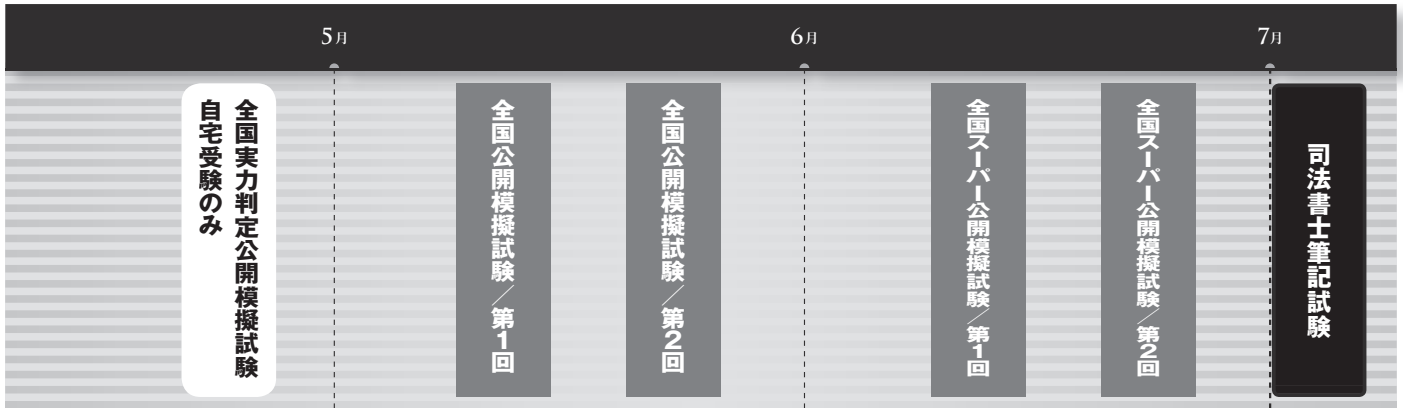 5月
6月
7月
全国実力判定公開模擬試験
自宅受験のみ
全国公開模擬試験／第1回
全国公開模擬試験／第2回
全国スーパー公開模擬試験／第1回
全国スーパー公開模擬試験／第2回
司法書士筆記試験